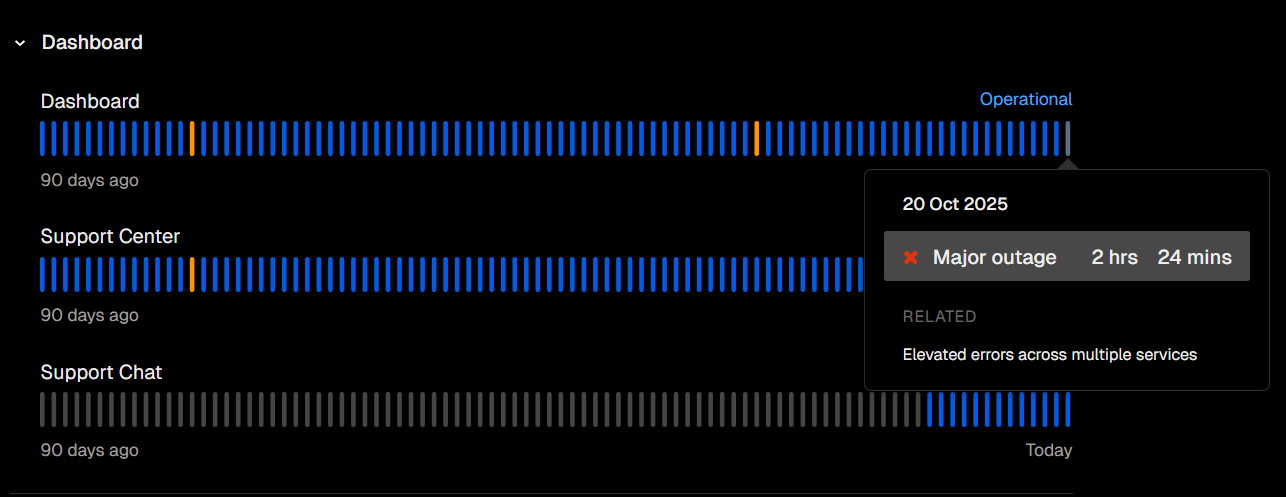 Dashboard
Dashboard
Operational
90 days ago
20 Oct 2025
Major outage 2 hrs 24 mins
RELATED
Elevated errors across multiple services
Support Center
90 days ago
Support Chat
90 days ago
Today